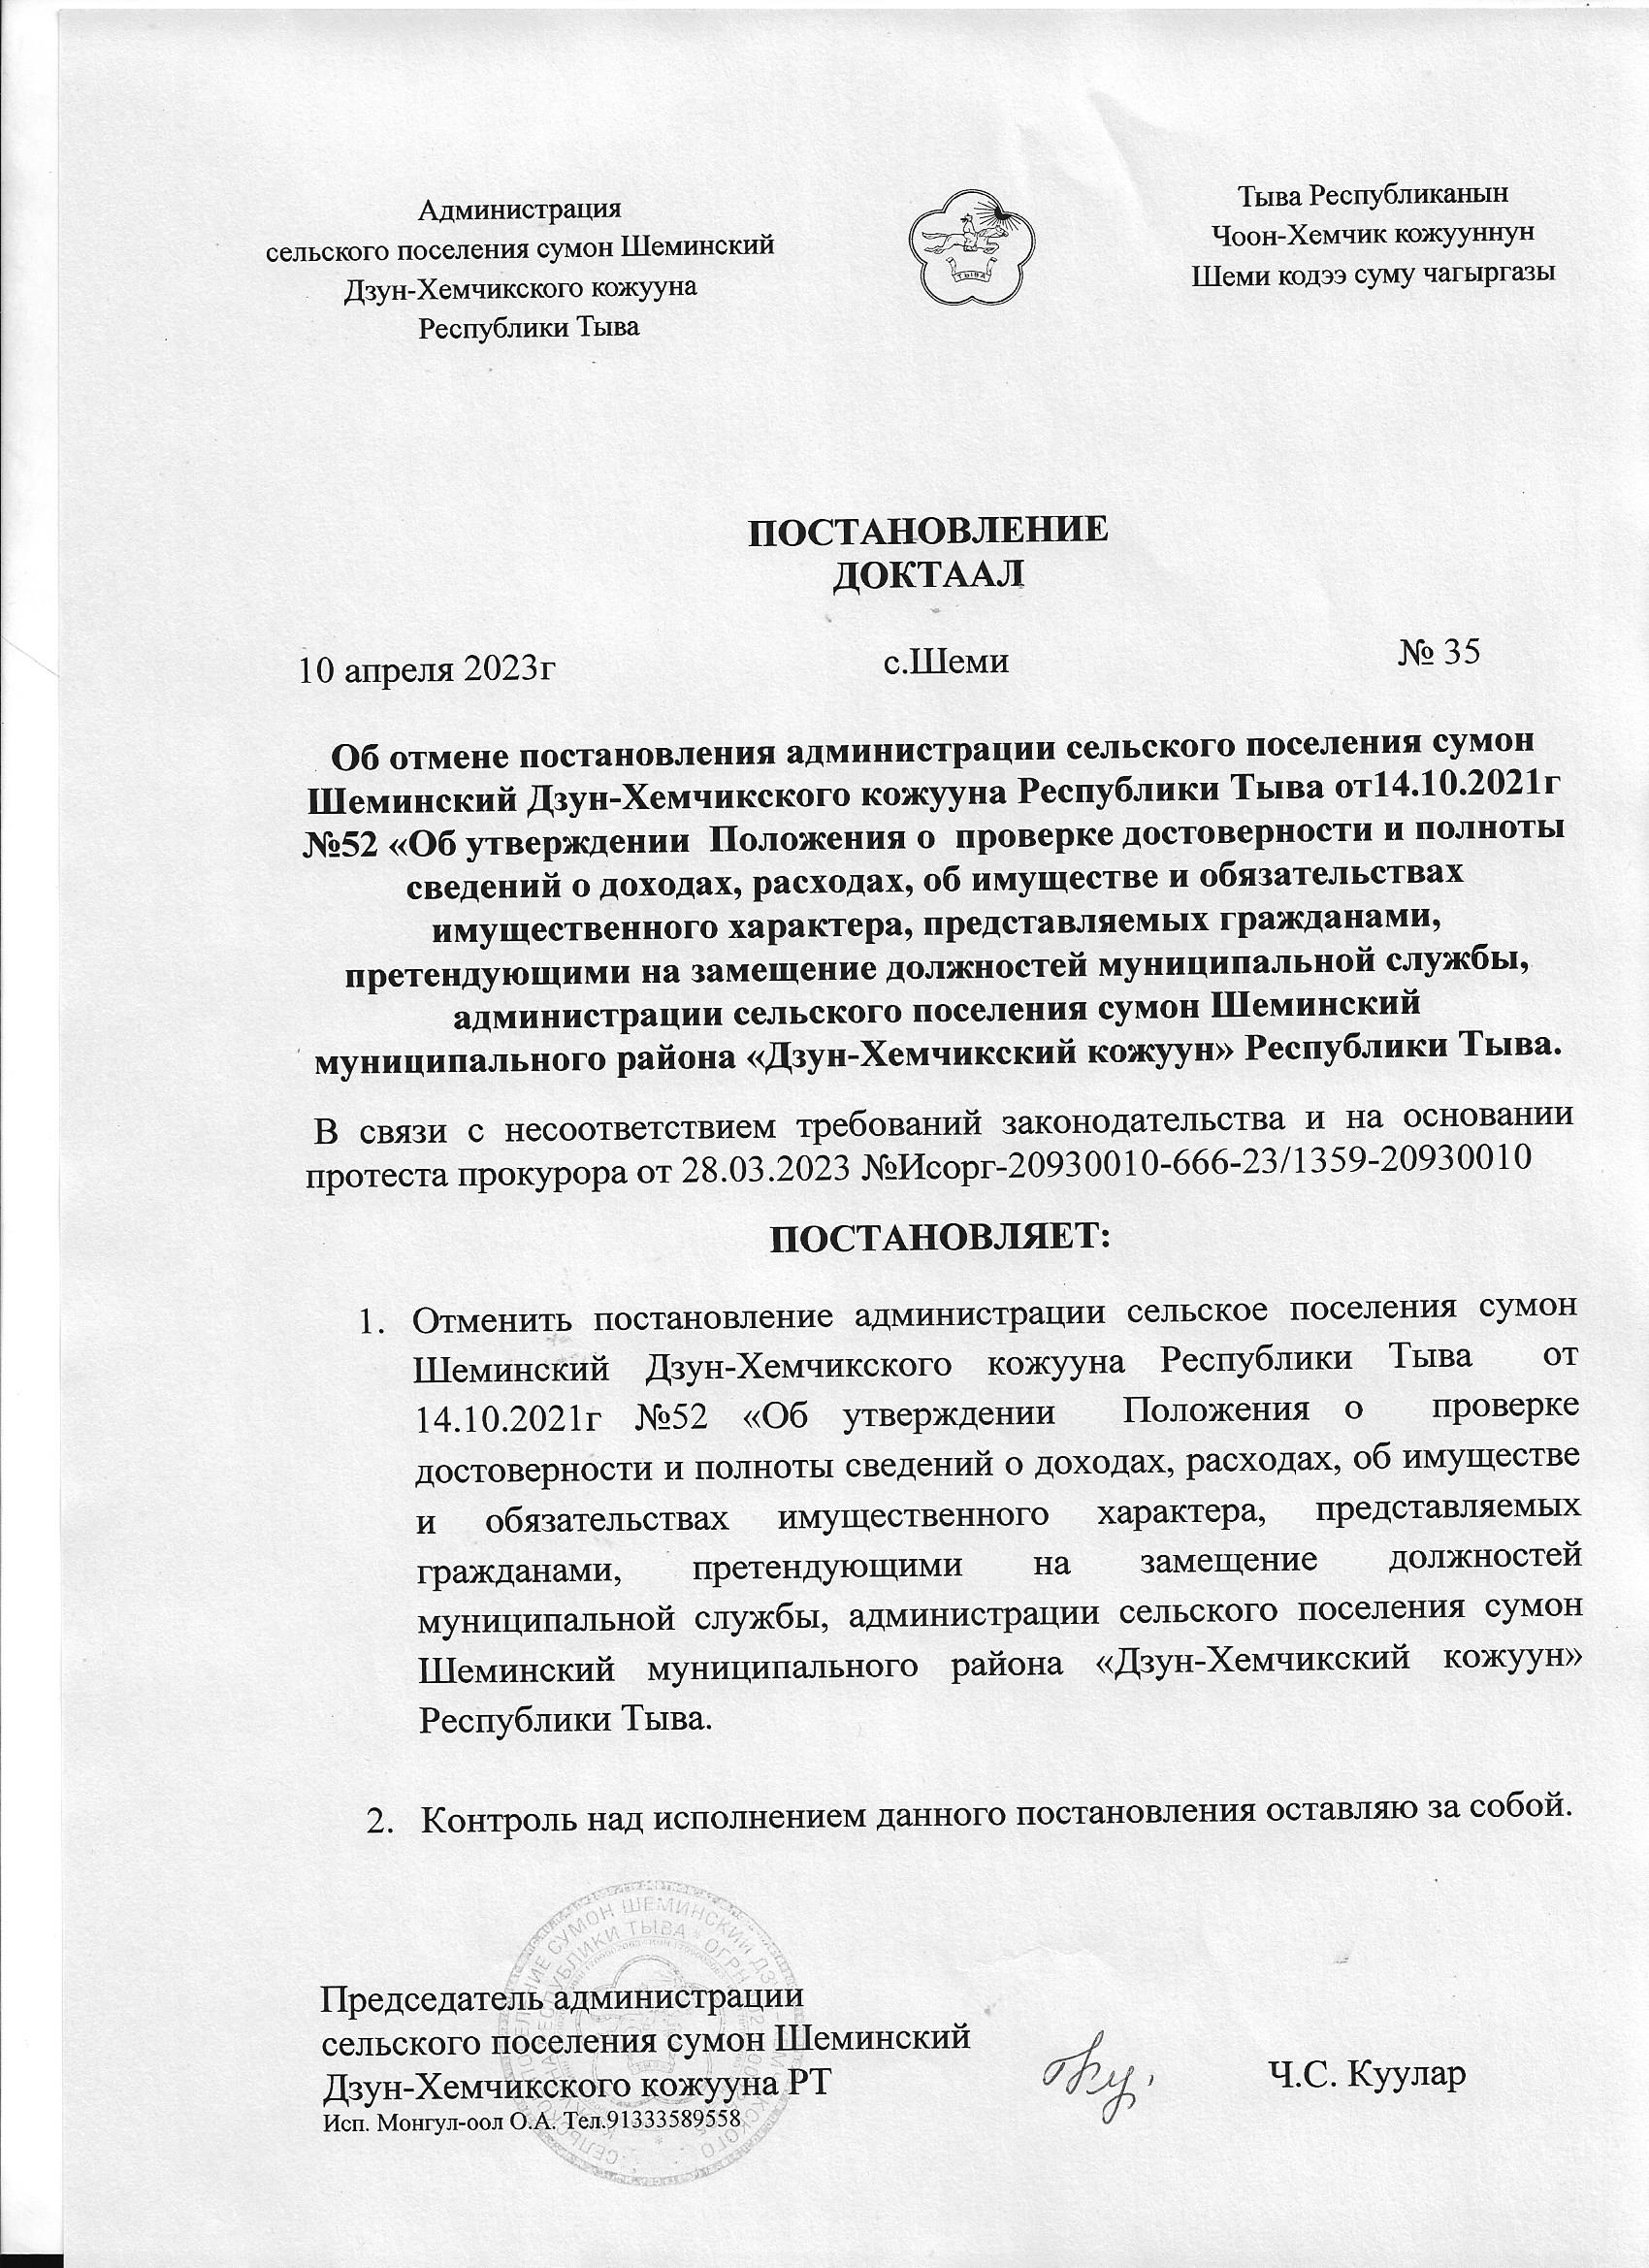 Администрация
сельского поселения сумон Шеминский
Дзун-Хемчикского кожууна
Республики Тыва
ТЫВА
Тыва Республиканын
Чоон-Хемчик кожууннун
Шеми кодээ суму чагыргазы
ПОСТАНОВЛЕНИЕ
ДОКТААЛ
10 апреля 2023г с.Шеми № 35
Об отмене постановления администрации сельского поселения сумон
Шеминский Дзун-Хемчикского кожууна Республики Тыва от14.10.2021г
№52 «Об утверждении Положения о проверке достоверности и полноты
сведений о доходах, расходах, об имуществе и обязательствах
имущественного характера, представляемых гражданами,
претендующими на замещение должностей муниципальной службы,
администрации сельского поселения сумон Шеминский
муниципального района «Дзун-Хемчикский кожуун» Республики Тыва.
В связи с несоответствием требований законодательства и на основании
протеста прокурора от 28.03.2023 №Исорг-20930010-666-23/1359-20930010
ПОСТАНОВЛЯЕТ:
1. Отменить постановление администрации сельское поселения сумон
Шеминский Дзун-Хемчикского кожууна Республики Тыва от
14.10.2021г №52 «Об утверждении Положения о проверке
достоверности и полноты сведений о доходах, расходах, об имуществе
и обязательствах имущественного характера, представляемых
гражданами, претендующими на замещение должностей
муниципальной службы, администрации сельского поселения сумон
Шеминский муниципального района «Дзун-Хемчикский кожуун»
Республики Тыва.
2. Контроль над исполнением данного постановления оставляю за собой.
Председатель администрации
сельского поселения сумон Шеминский
Дзун-Хемчикского кожууна РТ Ч.С. Куулар
Исп. Монгул-оол О.А. Тел.91333589558
СУМОН ШЕМИНСКИЙ
РЕСПУБЛИКИ ТЫВА * ОГРН